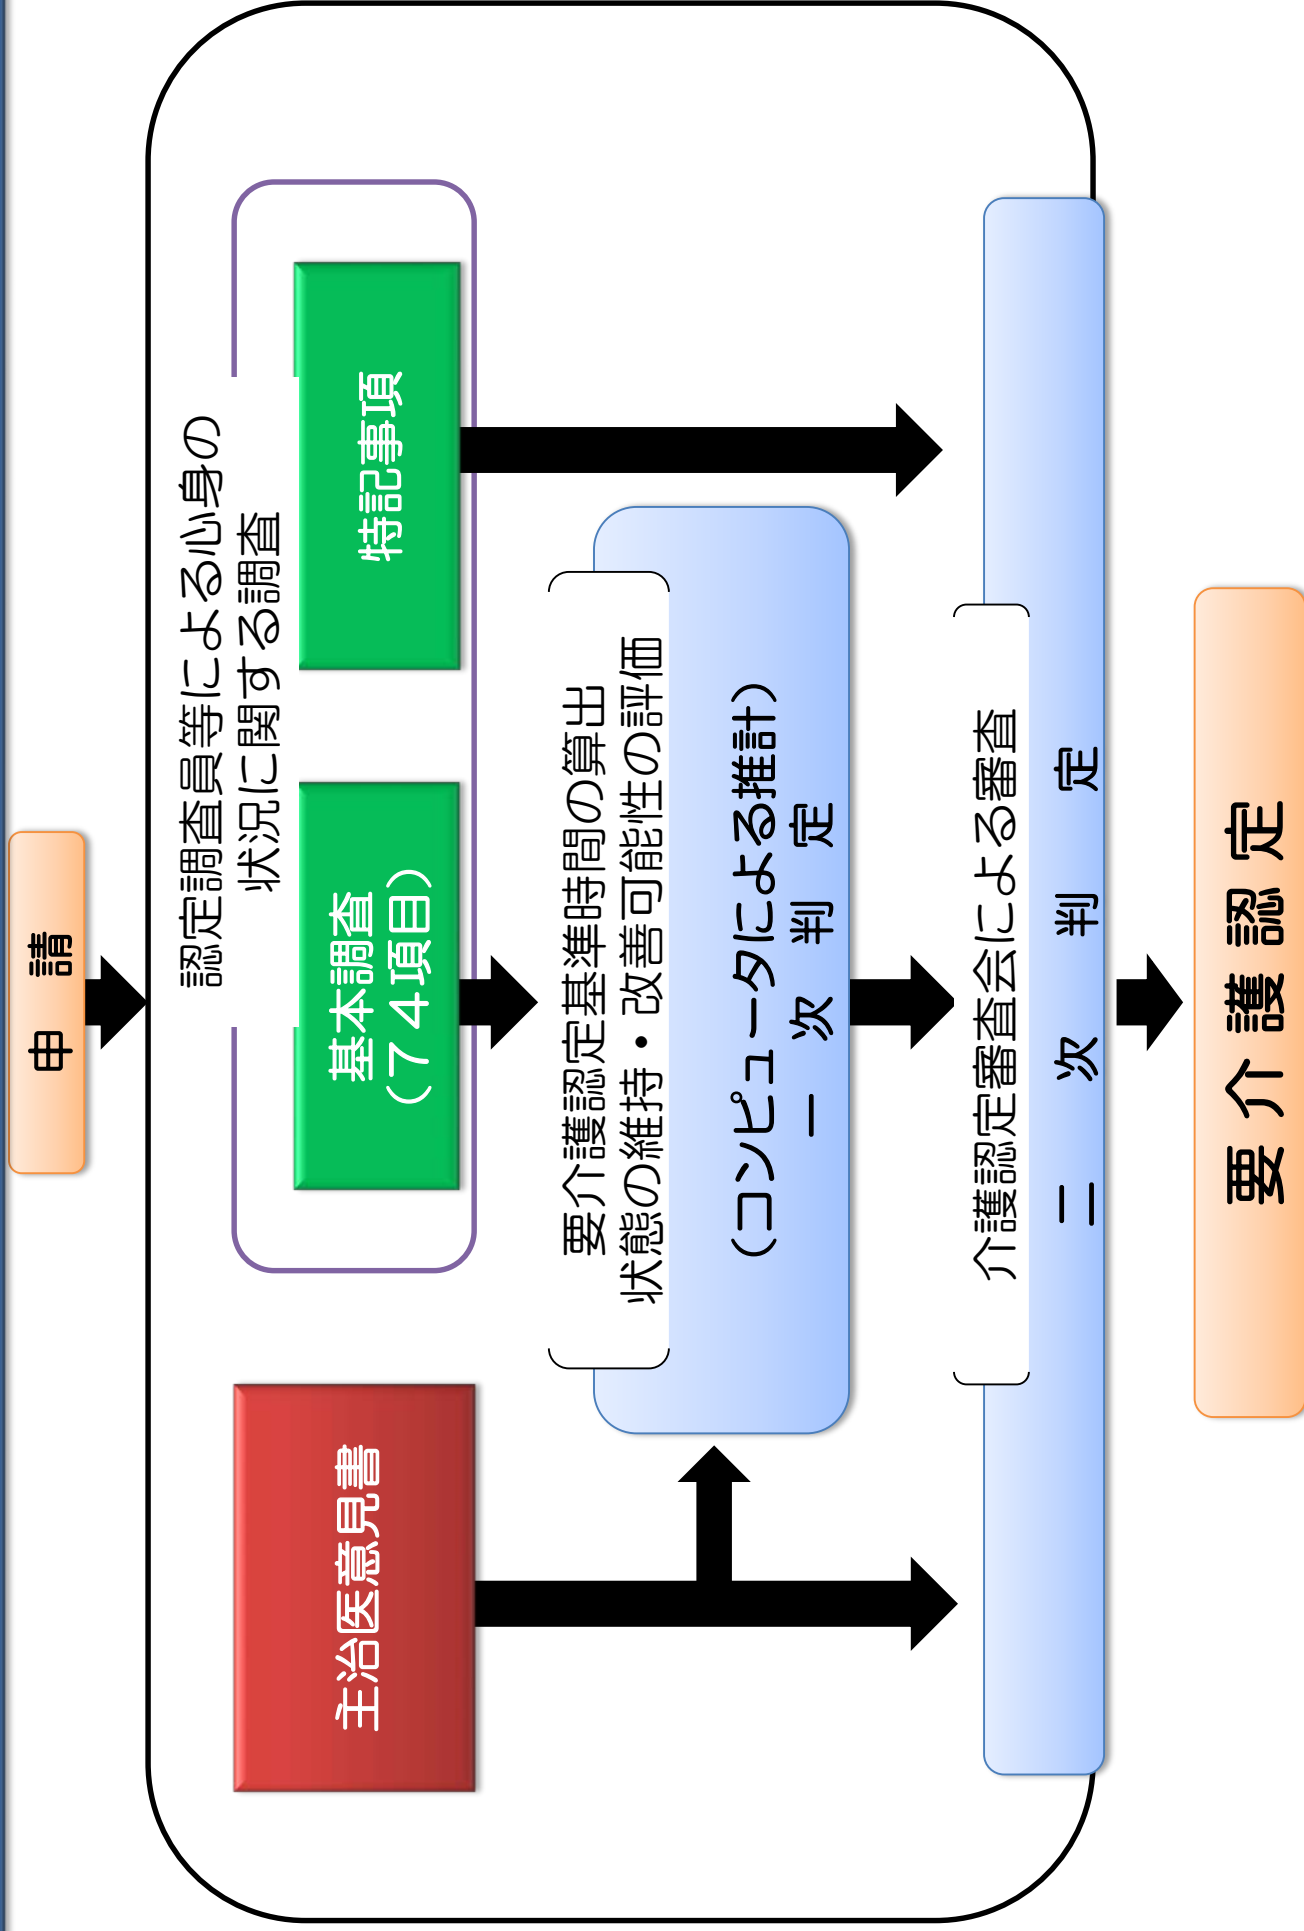 申　請
認定調査員等による心身の
状況に関する調査
主治医意見書
基本調査
（７４項目）
特記事項
要介護認定基準時間の算出
状態の維持・改善可能性の評価
（コンピュータによる推計）
一　次　判　定
介護認定審査会による審査
二　次　判　定
要 介 護 認 定